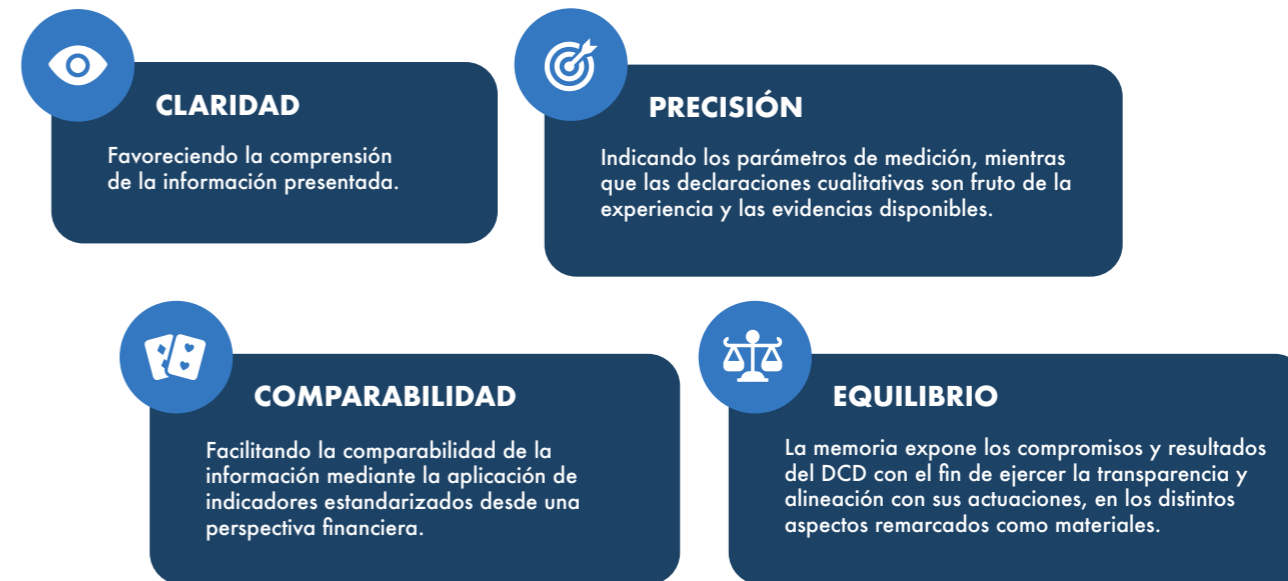 CLARIDAD
Favoreciendo la comprensión
de la información presentada.
PRECISIÓN
Indicando los parámetros de medición, mientras
que las declaraciones cualitativas son fruto de la
experiencia y las evidencias disponibles.
COMPARABILIDAD
Facilitando la comparabilidad de la
información mediante la aplicación de
indicadores estandarizados desde una
perspectiva financiera.
EQUILIBRIO
La memoria expone los compromisos y resultados
del DCD con el fin de ejercer la transparencia y
alineación con sus actuaciones, en los distintos
aspectos remarcados como materiales.